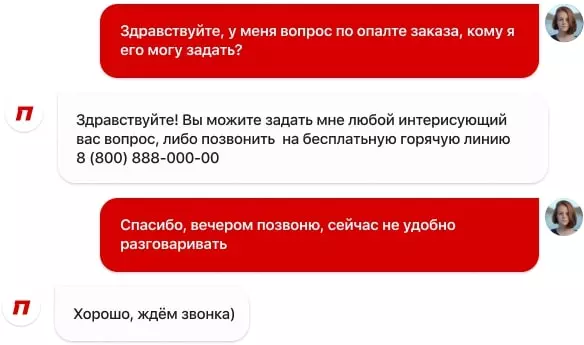 Здравствуйте, у меня вопрос по опалте заказа, кому я
его могу задать?
П
Здравствуйте! Вы можите задать мне любой интерисующий
вас вопрос, либо позвонить на бесплатьную горячую линию
8 (800) 888-000-00
Спасибо, вечером позвоню, сейчас не удобно
разговаривать
П
Хорошо, ждём звонка)